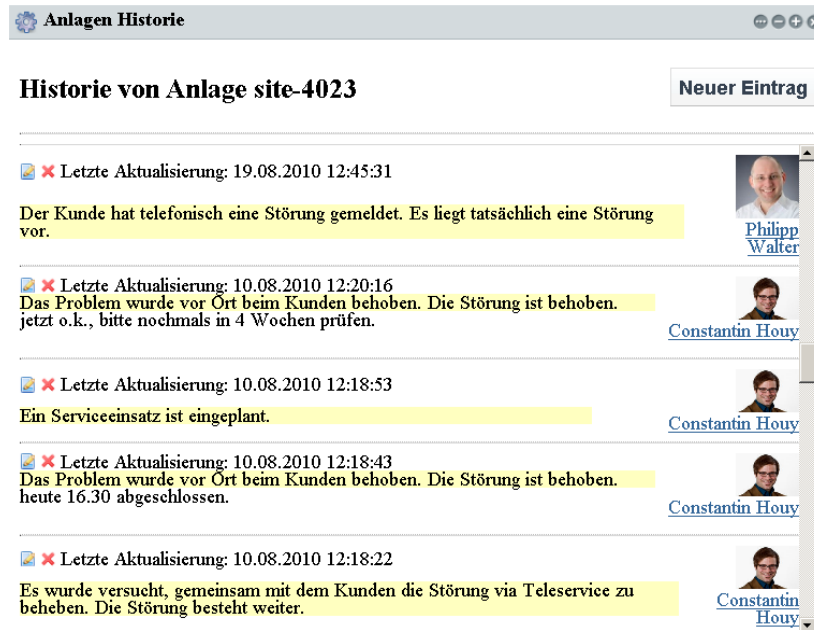 Anlagen Historie
Historie von Anlage site-4023
Neuer Eintrag
Letzte Aktualisierung: 19.08.2010 12:45:31
Der Kunde hat telefonisch eine Störung gemeldet. Es liegt tatsächlich eine Störung
vor.
Philipp
Walter
Letzte Aktualisierung: 10.08.2010 12:20:16
Das Problem wurde vor Ort beim Kunden behoben. Die Störung ist behoben.
jetzt o.k., bitte nochmals in 4 Wochen prüfen.
Constantin Houy
Letzte Aktualisierung: 10.08.2010 12:18:53
Ein Serviceeinsatz ist eingeplant.
Constantin Houy
Letzte Aktualisierung: 10.08.2010 12:18:43
Das Problem wurde vor Ort beim Kunden behoben. Die Störung ist behoben.
heute 16.30 abgeschlossen.
Constantin Houy
Letzte Aktualisierung: 10.08.2010 12:18:22
Es wurde versucht, gemeinsam mit dem Kunden die Störung via Teleservice zu
beheben. Die Störung besteht weiter.
Constantin
Houy